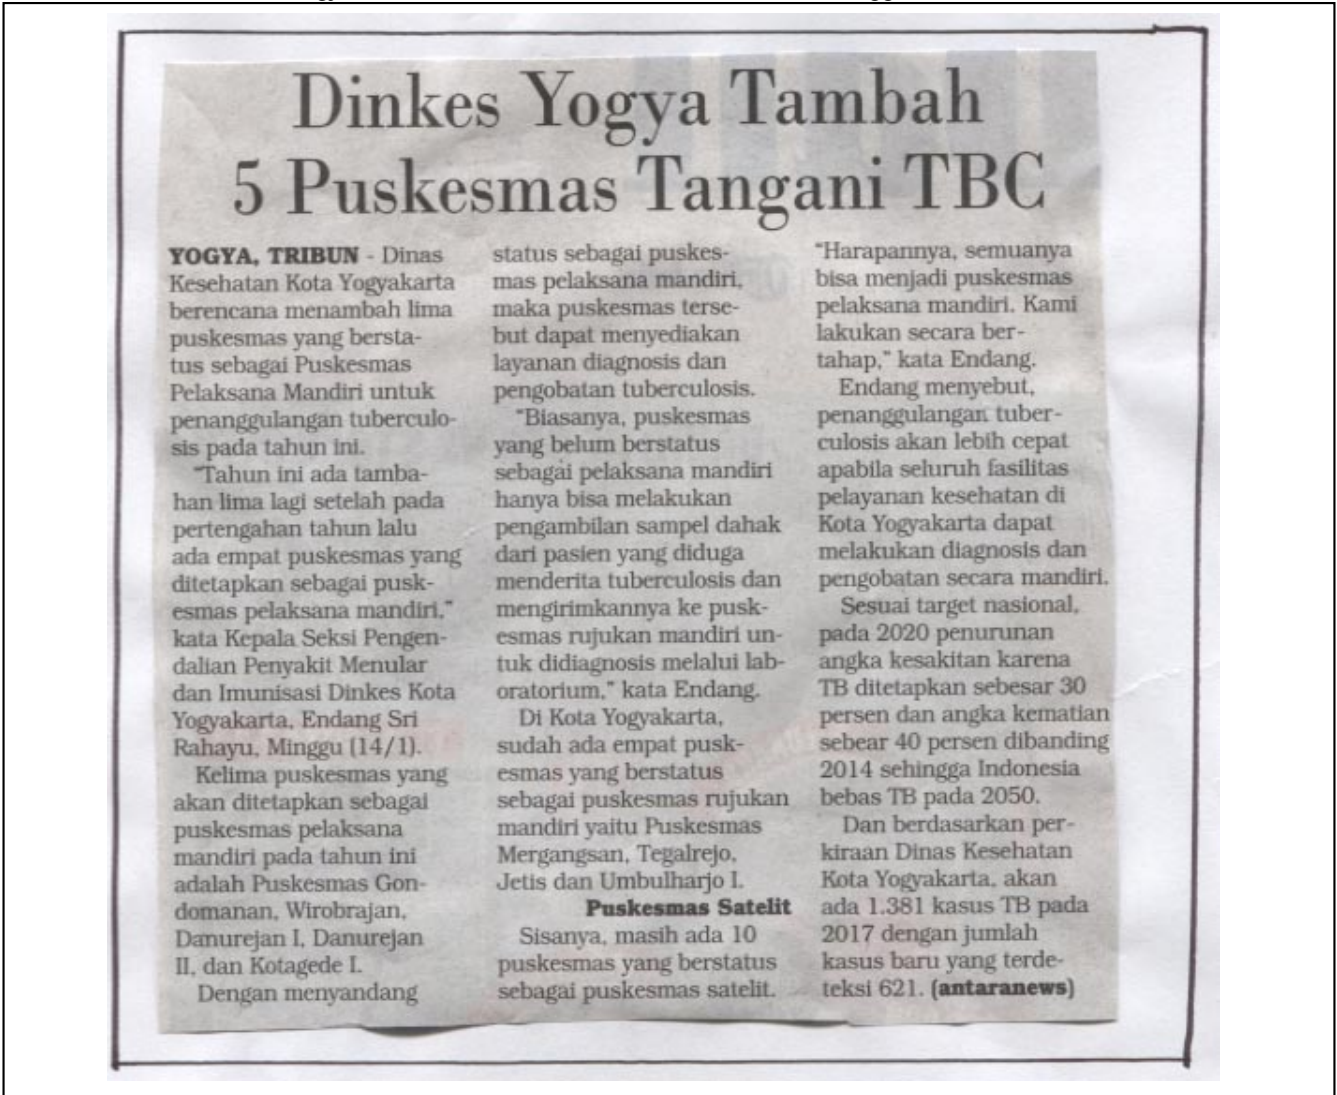 Dinkes Yogya Tambah
5 Puskesmas Tangani TBC
YOGYA, TRIBUN - Dinas
Kesehatan Kota Yogyakarta
berencana menambah lima
puskesmas yang bersta-
tus sebagai Puskesmas
Pelaksana Mandiri untuk
penanggulangan tuberculo-
sis pada tahun ini.
"Tahun ini ada tamba-
han lima lagi setelah pada
pertengahan tahun lalu
ada empat puskesmas yang
ditetapkan sebagai pusk-
esmas pelaksana mandiri,"
kata Kepala Seksi Pengen-
dalian Penyakit Menular
dan Imunisasi Dinkes Kota
Yogyakarta, Endang Sri
Rahayu, Minggu (14/1).
Kelima puskesmas yang
akan ditetapkan sebagai
puskesmas pelaksana
mandiri pada tahun ini
adalah Puskesmas Gon-
domanan, Wirobrajan,
Danurejan I, Danurejan
II, dan Kotagede I.
Dengan menyandang
status sebagai puskes-
mas pelaksana mandiri,
maka puskesmas terse-
but dapat menyediakan
layanan diagnosis dan
pengobatan tuberculosis.
"Biasanya, puskesmas
yang belum berstatus
sebagai pelaksana mandiri
hanya bisa melakukan
pengambilan sampel dahak
dari pasien yang diduga
menderita tuberculosis dan
mengirimkannya ke pusk-
esmas rujukan mandiri un-
tuk didiagnosis melalui lab-
oratorium," kata Endang.
Di Kota Yogyakarta,
sudah ada empat pusk-
esmas yang berstatus
sebagai puskesmas rujukan
mandiri yaitu Puskesmas
Mergangsan, Tegalrejo,
Jetis dan Umbulharjo I.
Puskesmas Satelit
Sisanya, masih ada 10
puskesmas yang berstatus
sebagai puskesmas satelit.
"Harapannya, semuanya
bisa menjadi puskesmas
pelaksana mandiri. Kami
lakukan secara ber-
tahap," kata Endang.
Endang menyebut,
penanggulangan tuber-
culosis akan lebih cepat
apabila seluruh fasilitas
pelayanan kesehatan di
Kota Yogyakarta dapat
melakukan diagnosis dan
pengobatan secara mandiri.
Sesuai target nasional,
pada 2020 penurunan
angka kesakitan karena
TB ditetapkan sebesar 30
persen dan angka kematian
sebear 40 persen dibanding
2014 sehingga Indonesia
bebas TB pada 2050.
Dan berdasarkan per-
kiraan Dinas Kesehatan
Kota Yogyakarta, akan
ada 1.381 kasus TB pada
2017 dengan jumlah
kasus baru yang terde-
teksi 621. (antaranews)